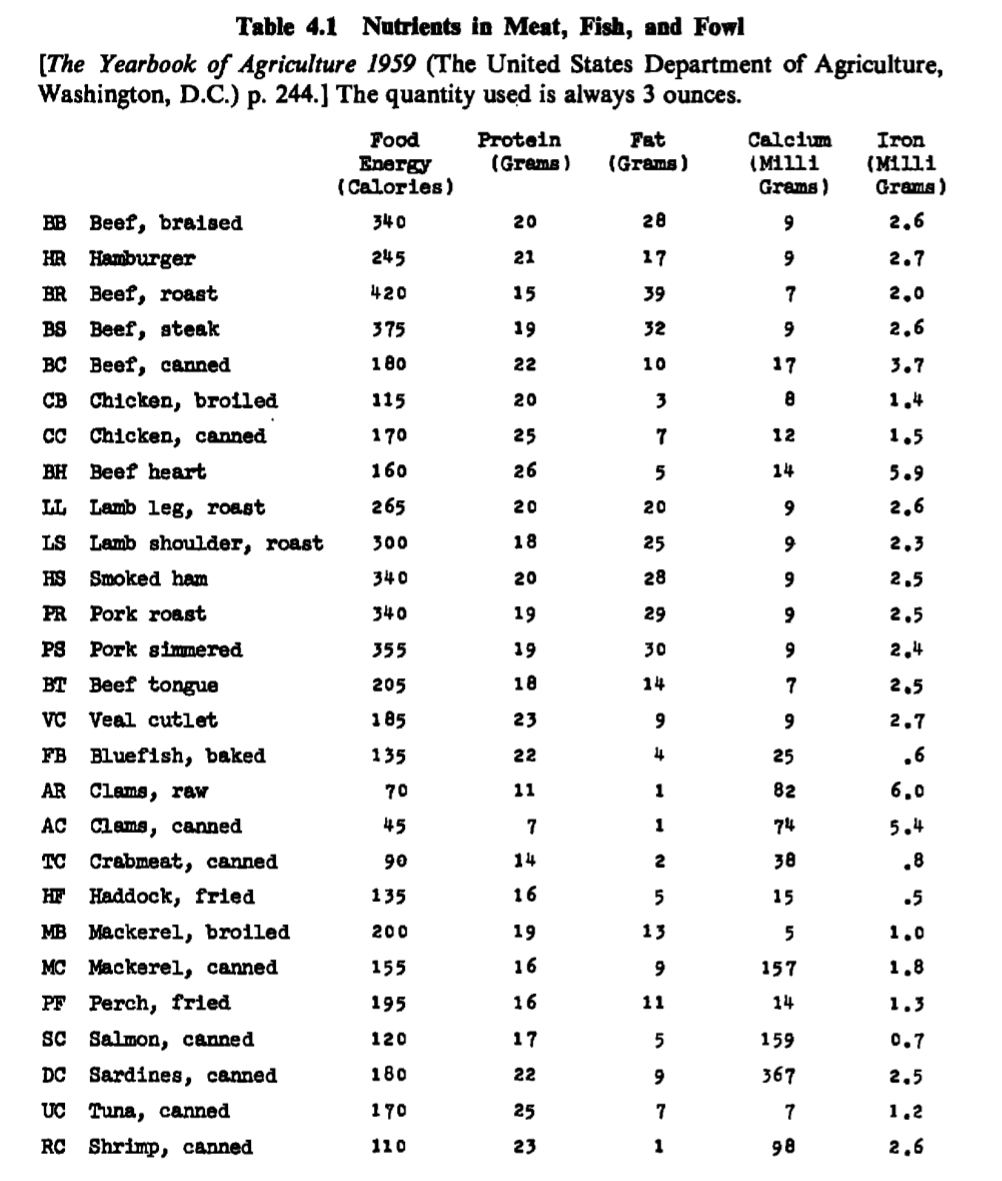 Table 4.1 Nutrients in Meat, Fish, and Fowl
[The Yearbook of Agriculture 1959 (The United States Department of Agriculture,
Washington, D.C.) p. 244.] The quantity used is always 3 ounces.
Food Protein Fat Calcium Iron
Energy (Grams) (Grams) (Milli (Milli
(Calories) Grams) Grams)
BB Beef, braised 340 20 28 9 2.6
HR Hamburger 245 21 17 9 2.7
BR Beef, roast 420 15 39 7 2.0
BS Beef, steak 375 19 32 9 2.6
BC Beef, canned 180 22 10 17 3.7
CB Chicken, broiled 115 20 3 8 1.4
CC Chicken, canned 170 25 7 12 1.5
BH Beef heart 160 26 5 14 5.9
LL Lamb leg, roast 265 20 20 9 2.6
LS Lamb shoulder, roast 300 18 25 9 2.3
HS Smoked ham 340 20 28 9 2.5
PR Pork roast 340 19 29 9 2.5
PS Pork simmered 355 19 30 9 2.4
BT Beef tongue 205 18 14 7 2.5
VC Veal cutlet 185 23 9 9 2.7
FB Bluefish, baked 135 22 4 25 .6
AR Clams, raw 70 11 1 82 6.0
AC Clams, canned 45 7 1 74 5.4
TC Crabmeat, canned 90 14 2 38 .8
HF Haddock, fried 135 16 5 15 .5
MB Mackerel, broiled 200 19 13 5 1.0
MC Mackerel, canned 155 16 9 157 1.8
PF Perch, fried 195 16 11 14 1.3
SC Salmon, canned 120 17 5 159 0.7
DC Sardines, canned 180 22 9 367 2.5
UC Tuna, canned 170 25 7 7 1.2
RC Shrimp, canned 110 23 1 98 2.6